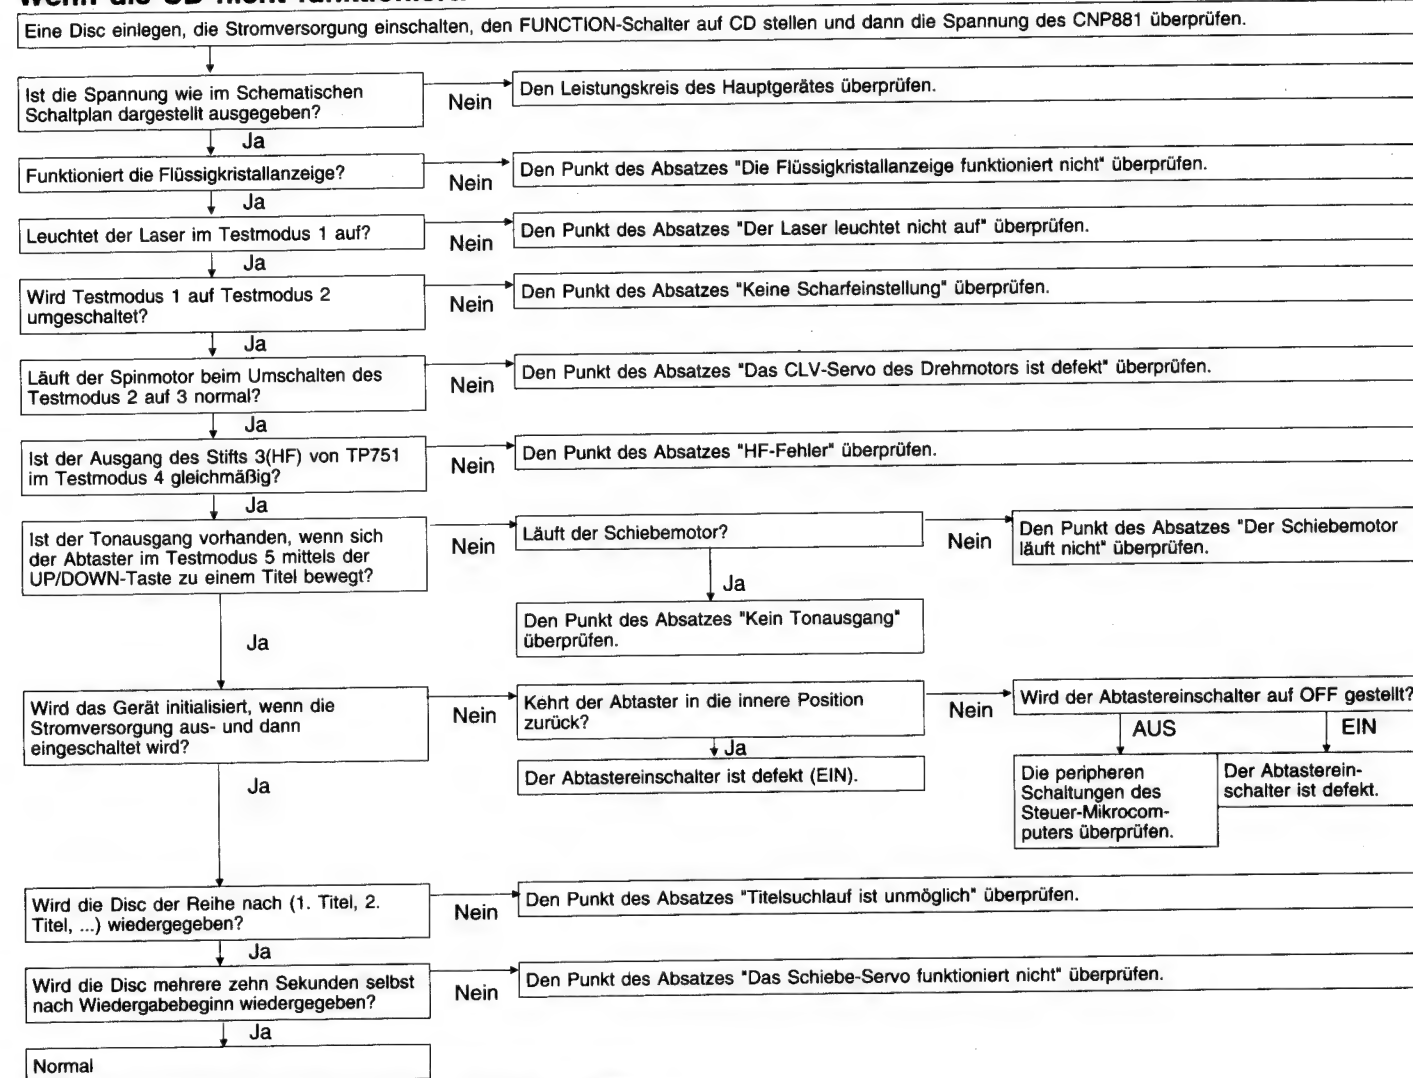 Eine Disc einlegen, die Stromversorgung einschalten, den FUNCTION-Schalter auf CD stellen und dann die Spannung des CNP881 überprüfen.
Ist die Spannung wie im Schematischen
Schaltplan dargestellt ausgegeben?
Nein
Den Leistungskreis des Hauptgerätes überprüfen.
Ja
Funktioniert die Flüssigkristallanzeige?
Nein
Den Punkt des Absatzes "Die Flüssigkristallanzeige funktioniert nicht" überprüfen.
Ja
Leuchtet der Laser im Testmodus 1 auf?
Nein
Den Punkt des Absatzes "Der Laser leuchtet nicht auf" überprüfen.
Ja
Wird Testmodus 1 auf Testmodus 2
umgeschaltet?
Nein
Den Punkt des Absatzes "Keine Scharfeinstellung" überprüfen.
Ja
Läuft der Spinmotor beim Umschalten des
Testmodus 2 auf 3 normal?
Nein
Den Punkt des Absatzes "Das CLV-Servo des Drehmotors ist defekt" überprüfen.
Ja
Ist der Ausgang des Stifts 3(HF) von TP751
im Testmodus 4 gleichmäßig?
Nein
Den Punkt des Absatzes "HF-Fehler" überprüfen.
Ja
Ist der Tonausgang vorhanden, wenn sich
der Abtaster im Testmodus 5 mittels der
UP/DOWN-Taste zu einem Titel bewegt?
Nein
Läuft der Schiebemotor?
Nein
Den Punkt des Absatzes "Der Schiebemotor
läuft nicht" überprüfen.
Ja
Den Punkt des Absatzes "Kein Tonausgang"
überprüfen.
Ja
Wird das Gerät initialisiert, wenn die
Stromversorgung aus- und dann
eingeschaltet wird?
Nein
Kehrt der Abtaster in die innere Position
zurück?
Nein
Wird der Abtastereinschalter auf OFF gestellt?
Ja
Der Abtastereinschalter ist defekt (EIN).
AUS
EIN
Die peripheren
Schaltungen des
Steuer-Mikrocom-
puters überprüfen.
Der Abtasterein-
schalter ist defekt.
Ja
Wird die Disc der Reihe nach (1. Titel, 2.
Titel, ...) wiedergegeben?
Nein
Den Punkt des Absatzes "Titelsuchlauf ist unmöglich" überprüfen.
Ja
Wird die Disc mehrere zehn Sekunden selbst
nach Wiedergabebeginn wiedergegeben?
Nein
Den Punkt des Absatzes "Das Schiebe-Servo funktioniert nicht" überprüfen.
Ja
Normal